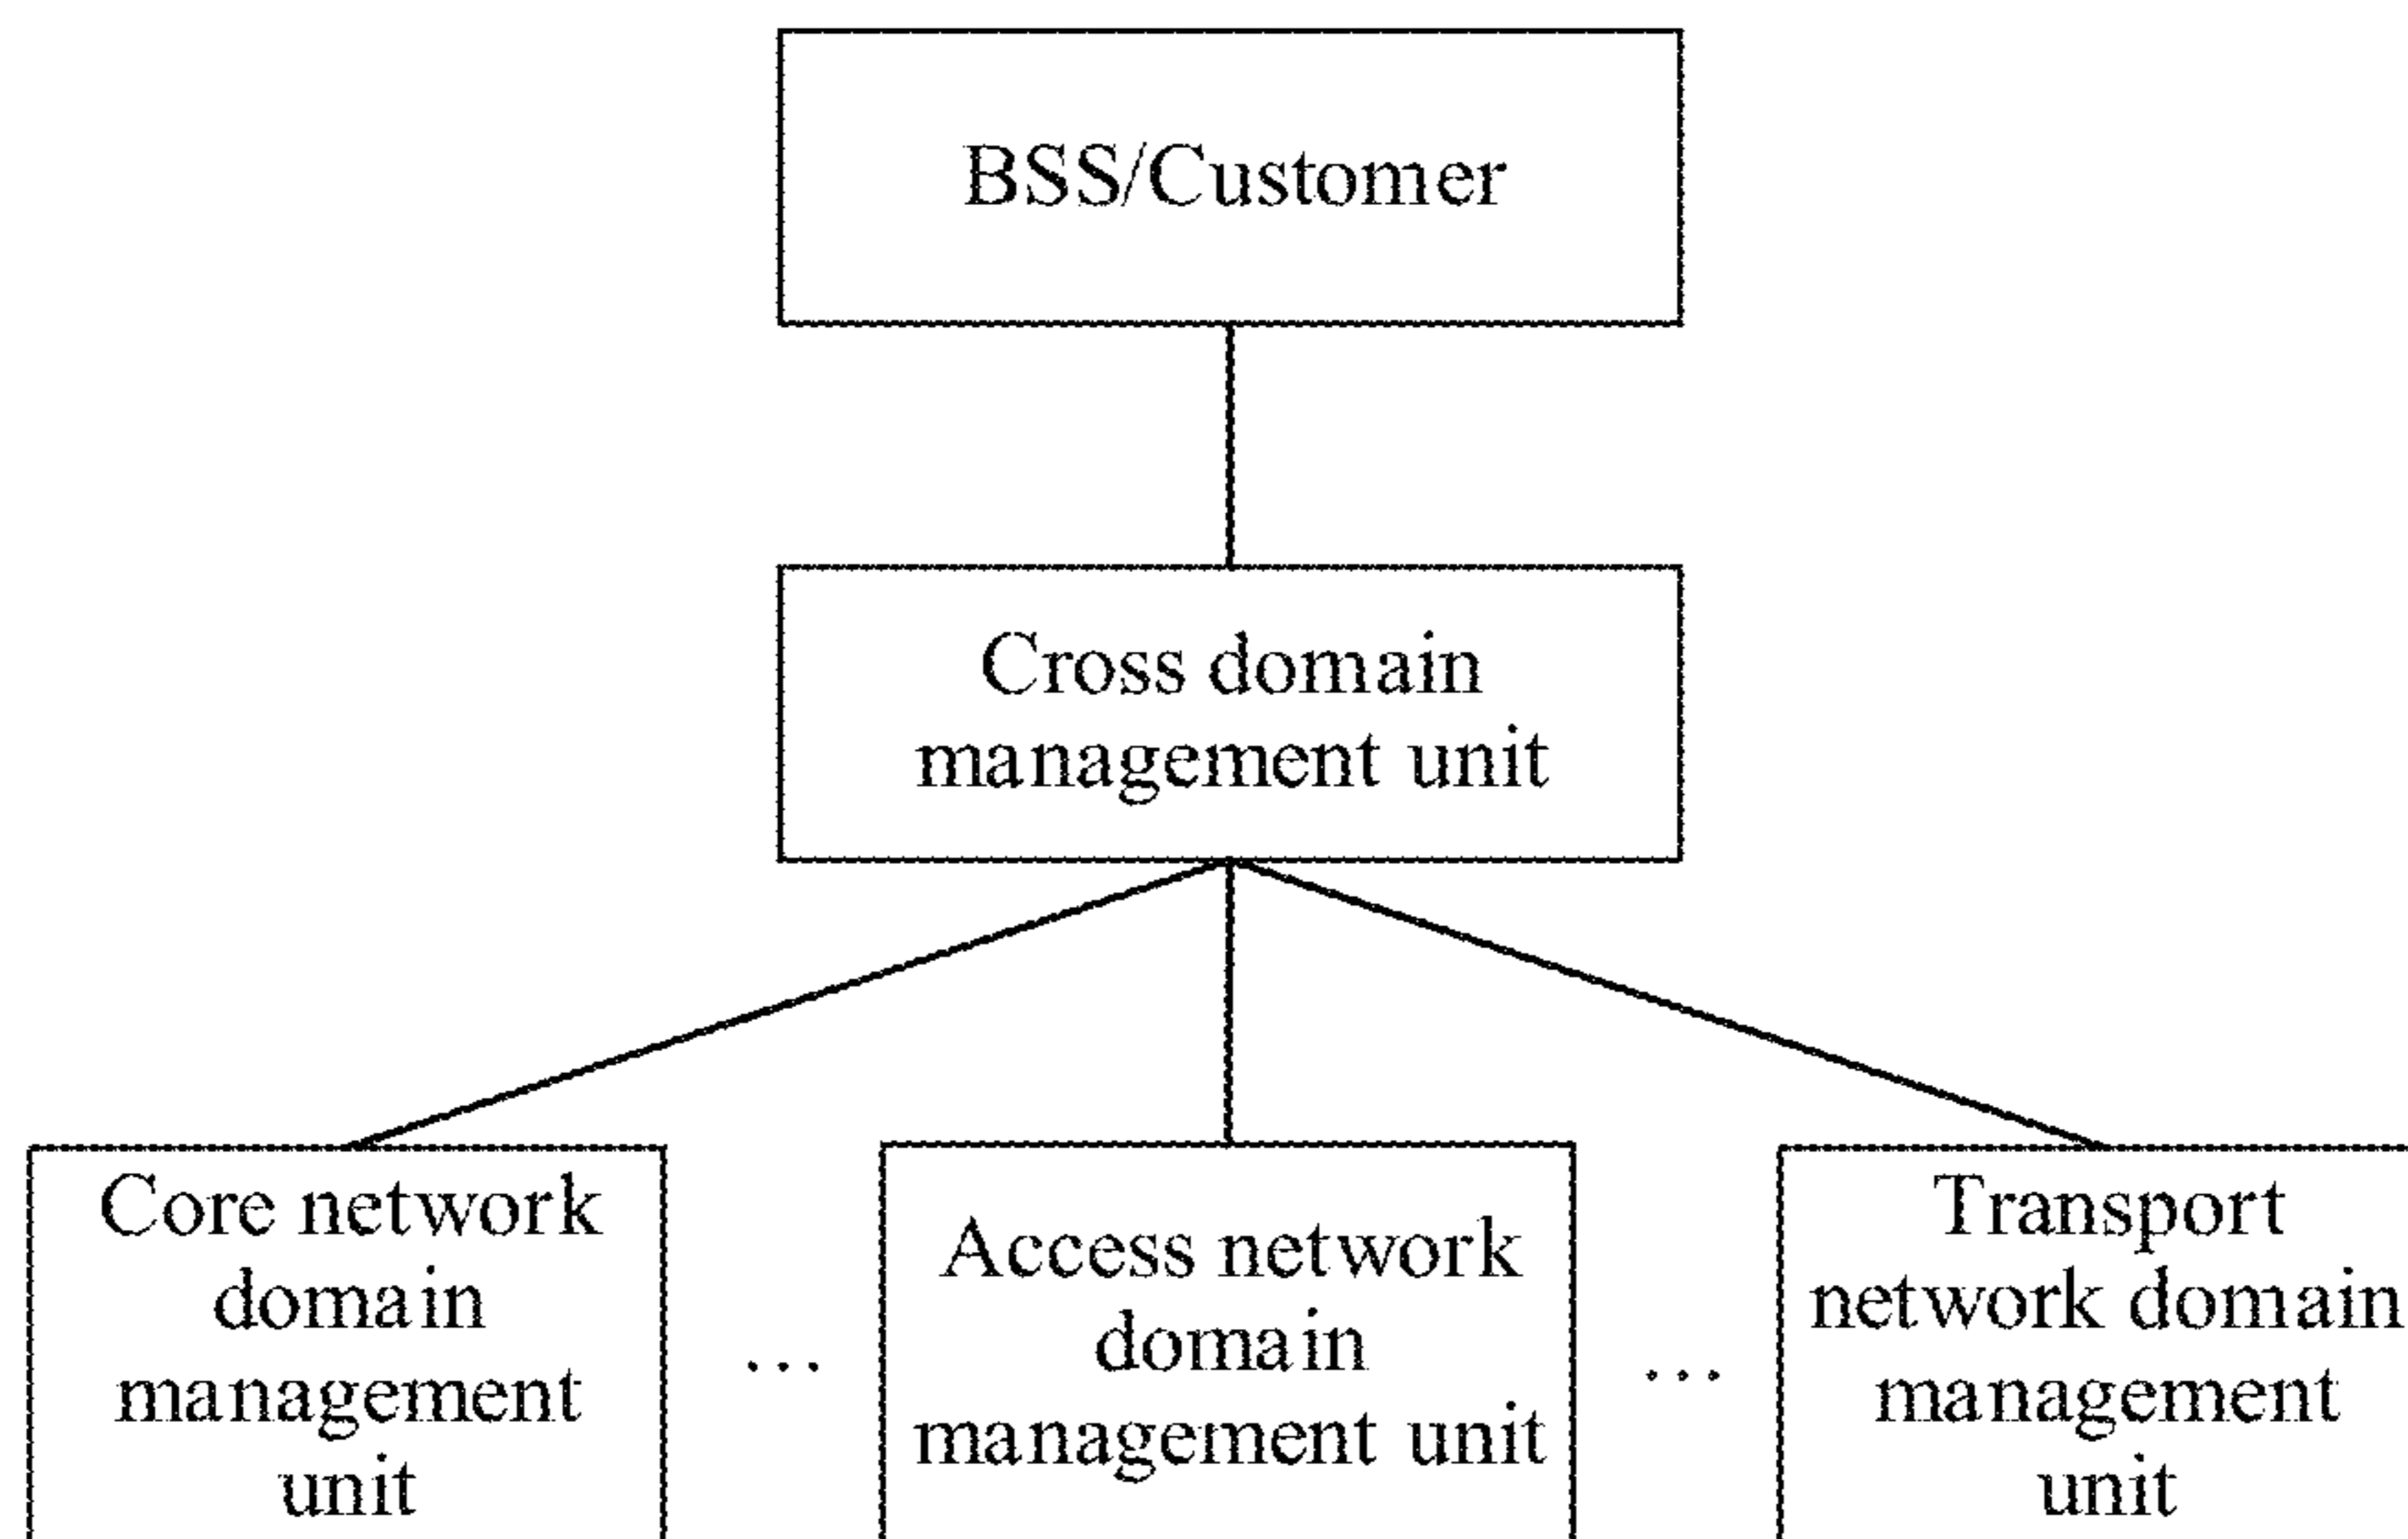 BSS/Customer
Cross domain
management unit
Core network
domain
management
unit
...
Access network
domain
management unit
...
Transport
network domain
management
unit